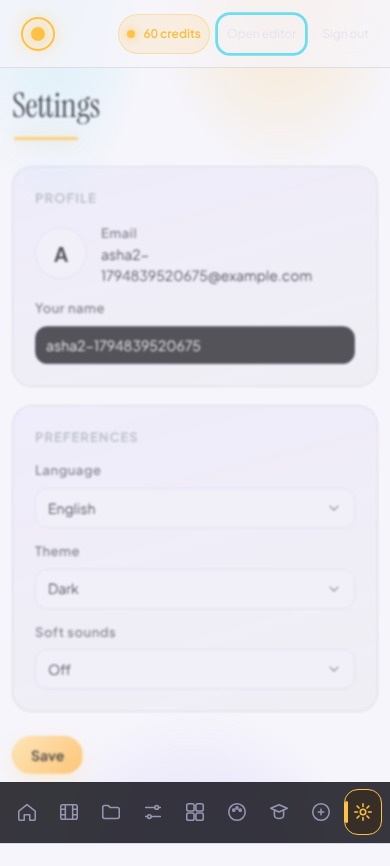 60 credits
Open editor
Sign out
Settings
PROFILE
A
Email
asha2-
1794839520675@example.com
Your name
asha2-1794839520675
PREFERENCES
Language
English
Theme
Dark
Soft sounds
Off
Save